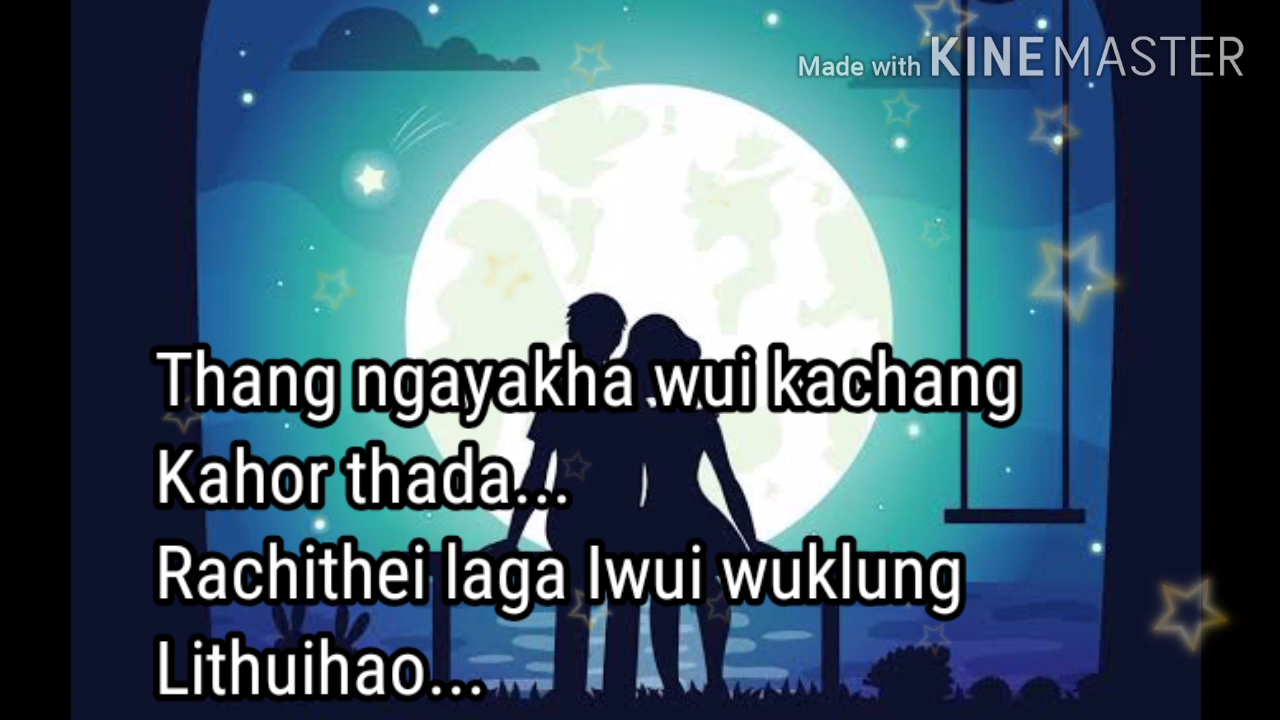 Made with KINEMASTER
Thang ngayakha wui kachang
Kahor thada...
Rachithei laga Iwui wuklung
Lithuihao...